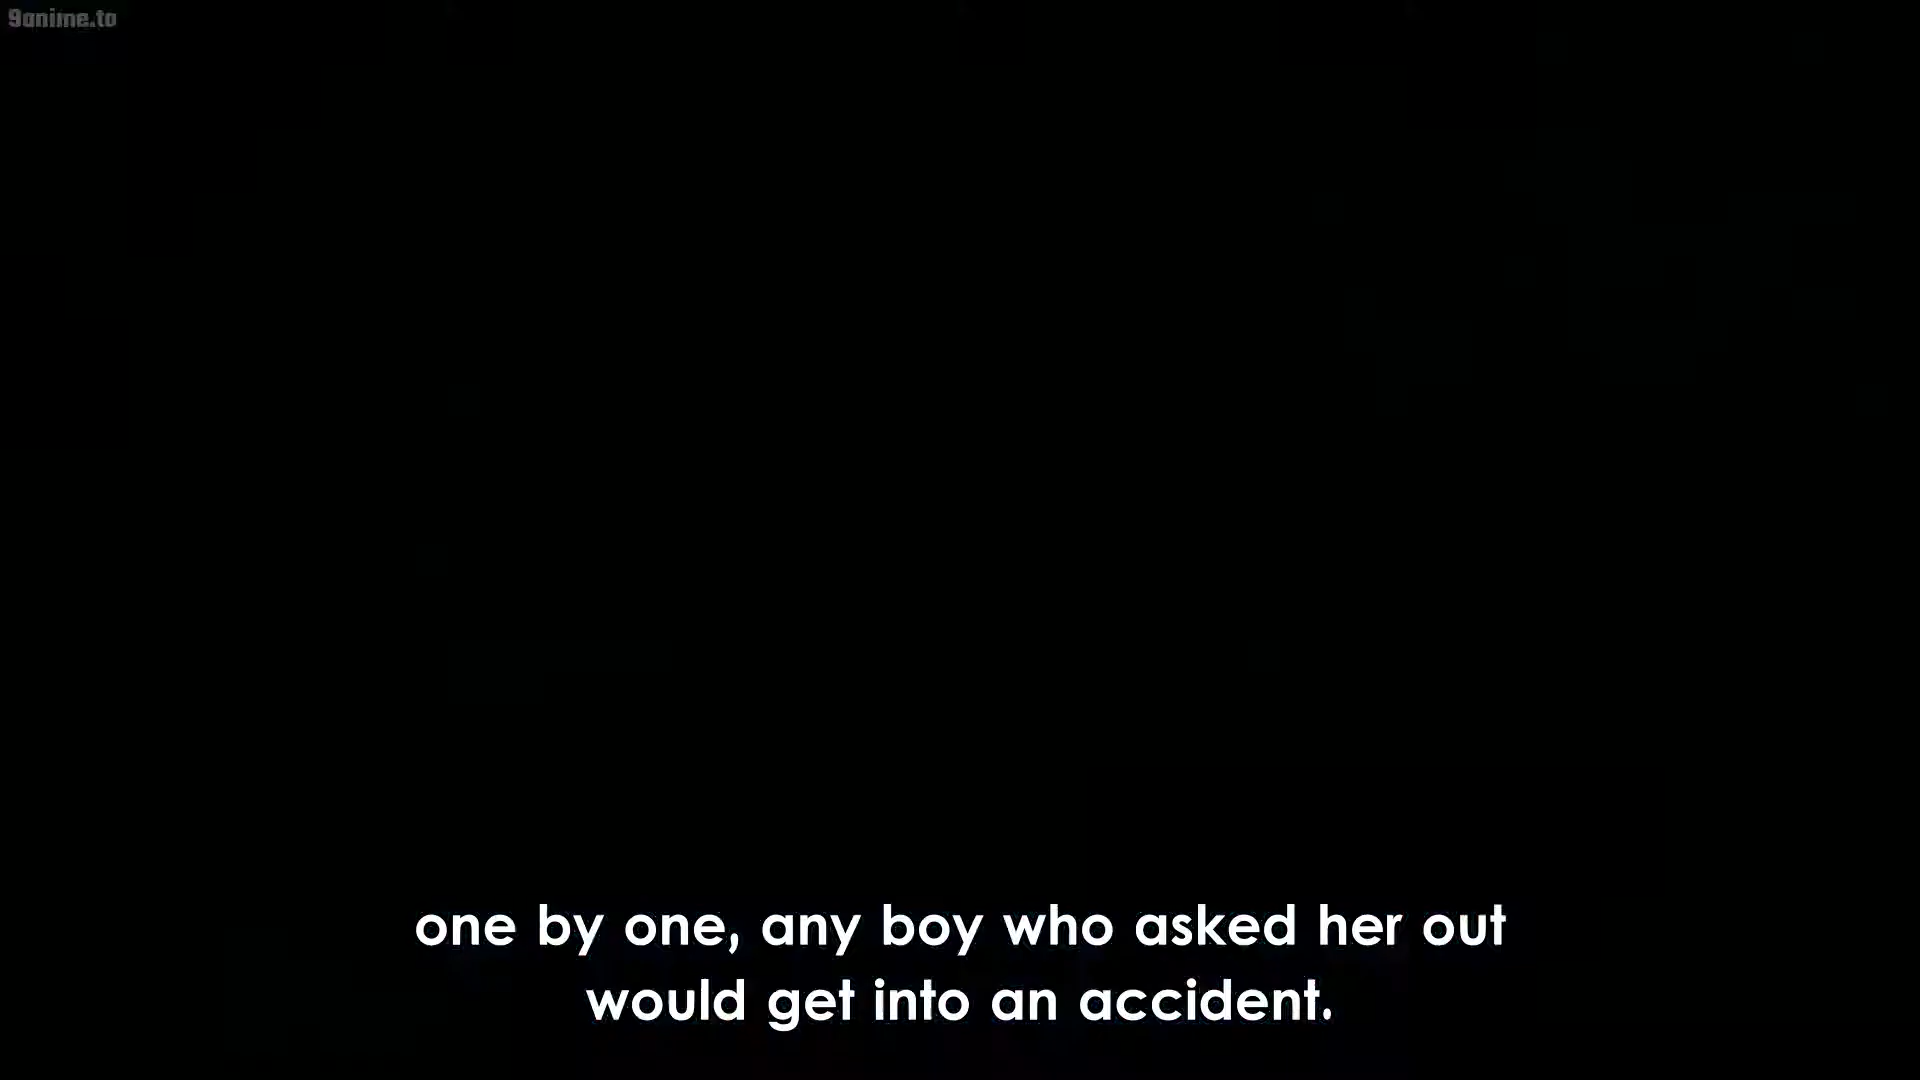 9anime.to
one by one, any boy who asked her out
would get into an accident.